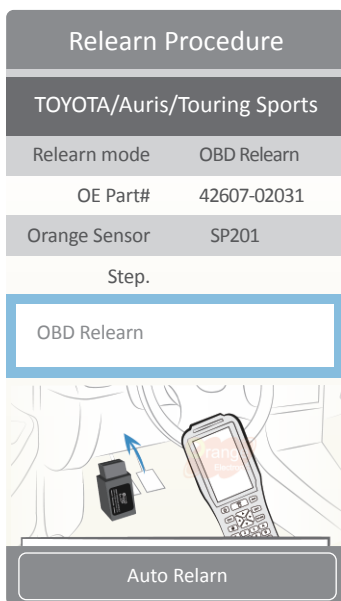 Relearn Procedure
TOYOTA/Auris/Touring Sports
Relearn mode OBD Relearn
OE Part# 42607-02031
Orange Sensor SP201
Step.
OBD Relearn
Auto Relarn